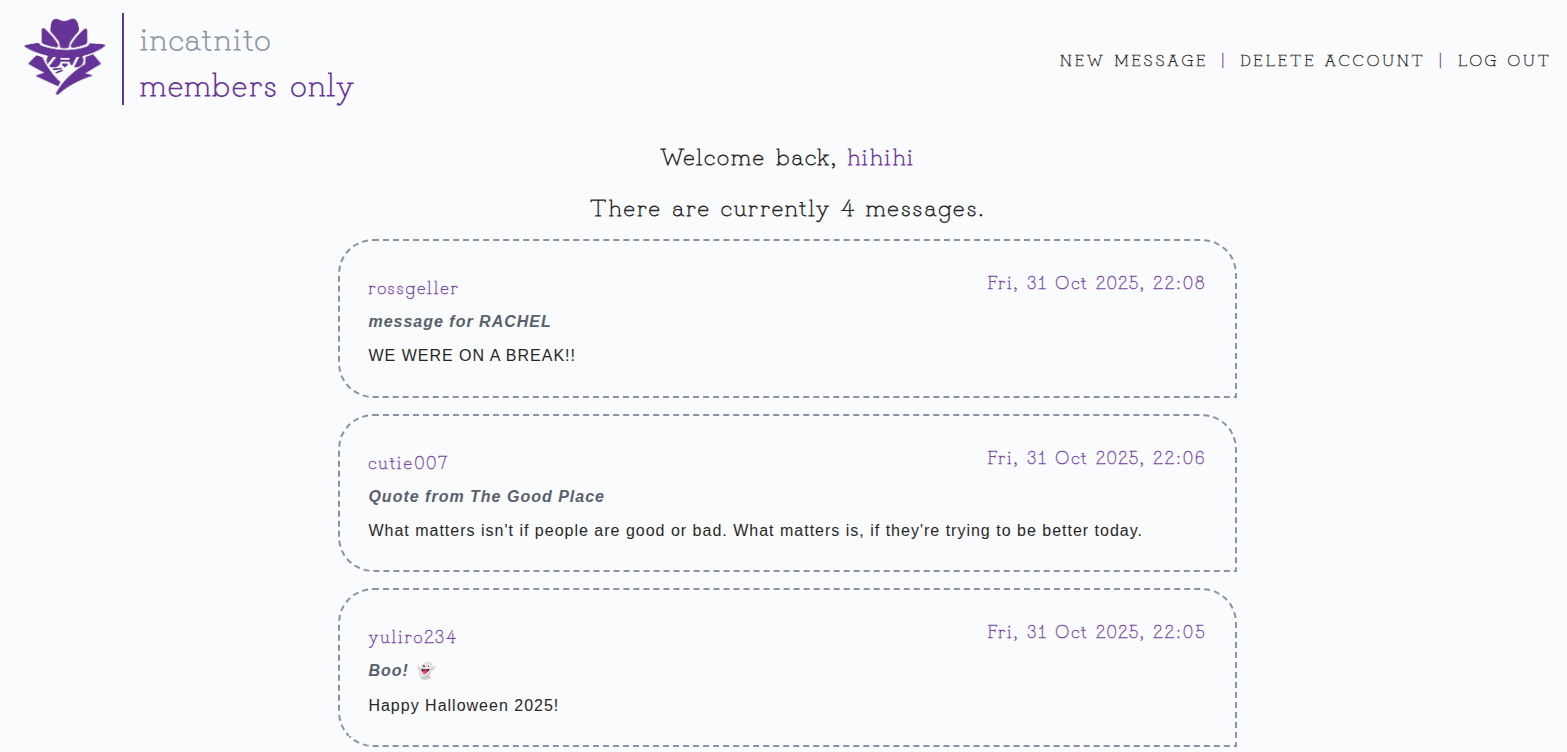 incatnito
members only
NEW MESSAGE | DELETE ACCOUNT | LOG OUT
Welcome back, hihihi
There are currently 4 messages.
rossgeller
Fri, 31 Oct 2025, 22:08
message for RACHEL
WE WERE ON A BREAK!!
cutie007
Fri, 31 Oct 2025, 22:06
Quote from The Good Place
What matters isn't if people are good or bad. What matters is, if they're trying to be better today.
yuliro234
Fri, 31 Oct 2025, 22:05
Boo! 👻
Happy Halloween 2025!